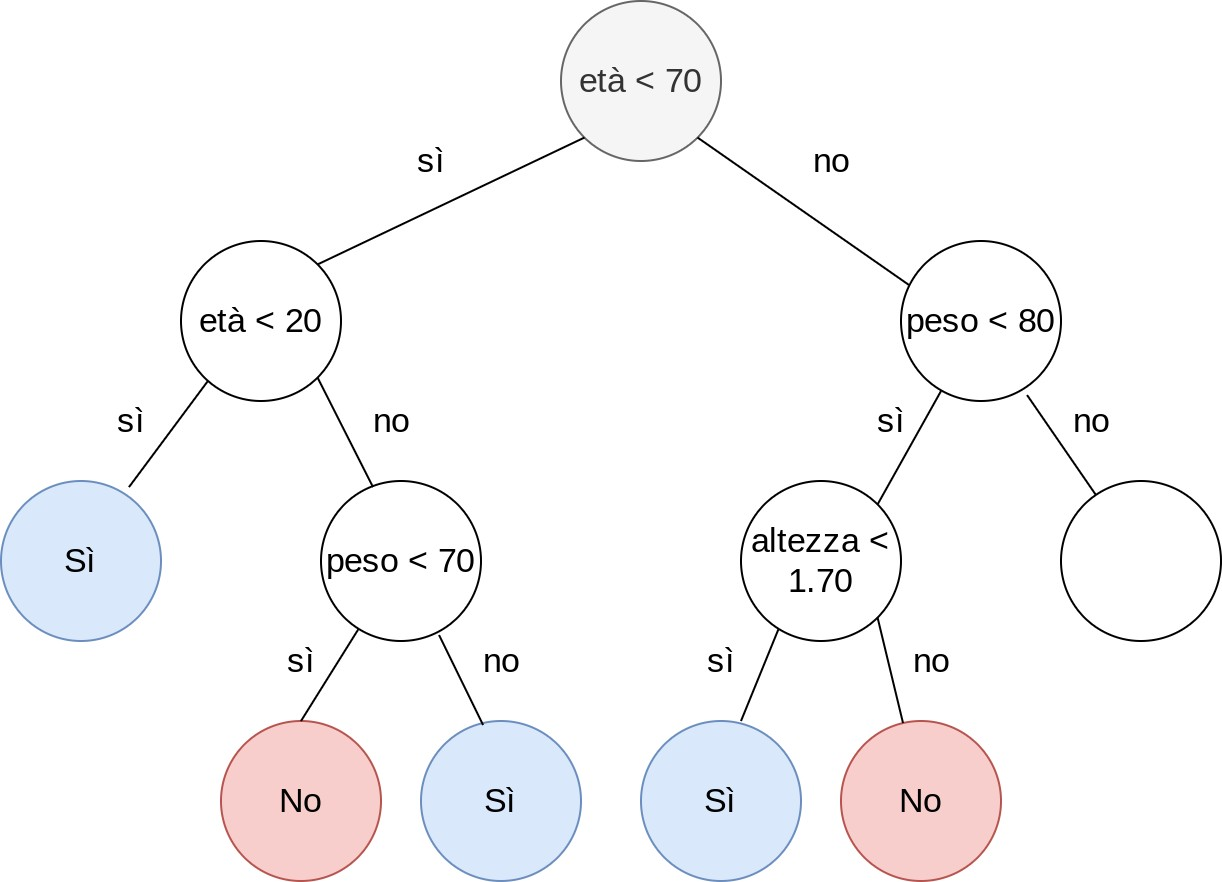 età < 70
sì
no
età < 20
peso < 80
sì
no
sì
no
Sì
peso < 70
altezza <
1.70
sì
no
sì
no
No
Sì
Sì
No